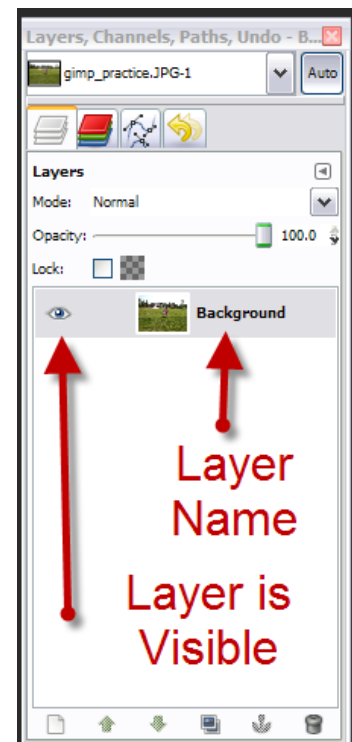 Layers, Channels, Paths, Undo - B...
gimp_practice.JPG-1
Auto
Layers
Mode: Normal
Opacity: 100.0
Lock:
Background
Layer
Name
Layer is
Visible